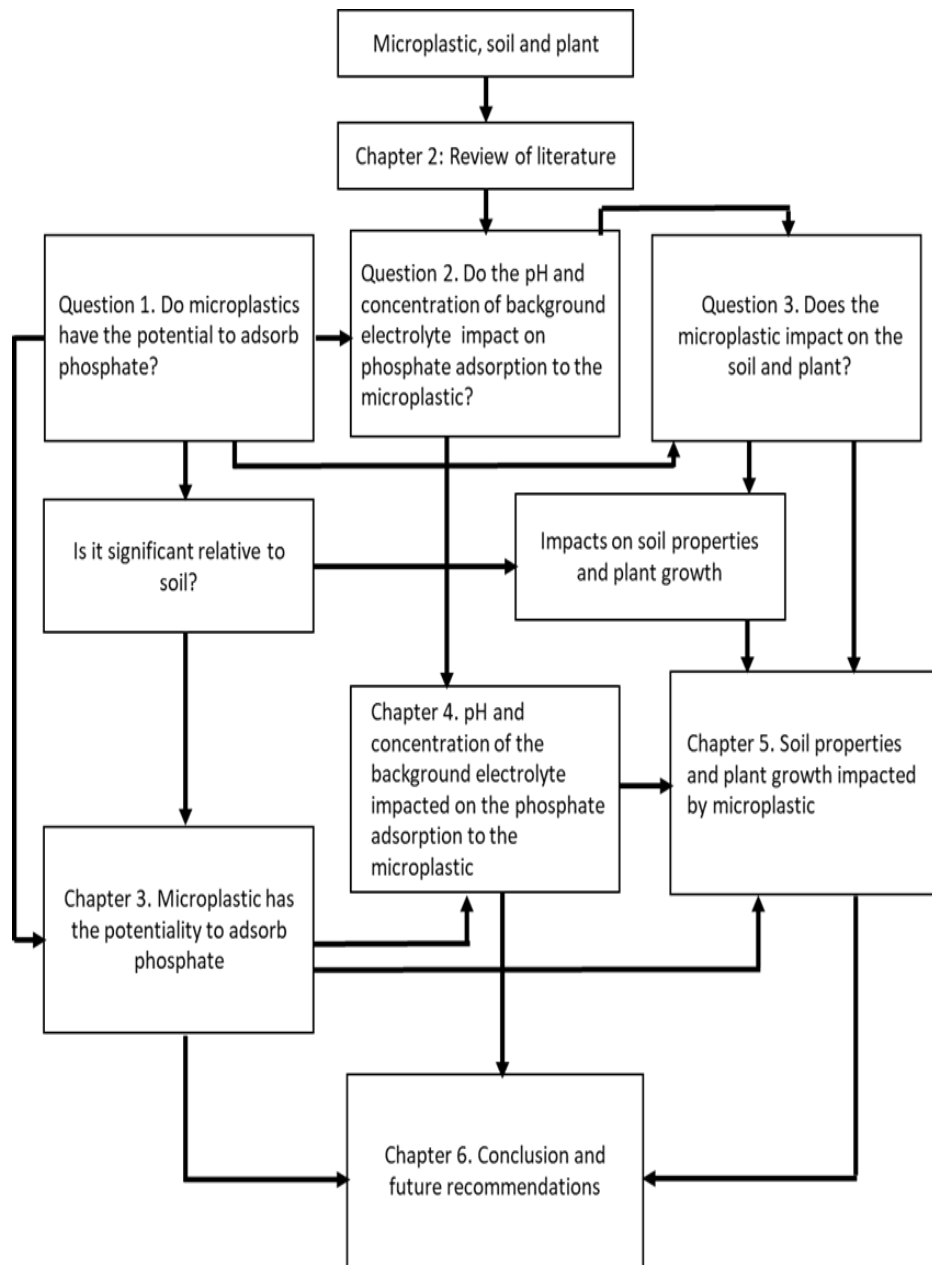 Microplastic, soil and plant
Chapter 2: Review of literature
Question 1. Do microplastics
have the potential to adsorb
phosphate?
Question 2. Do the pH and
concentration of background
electrolyte impact on
phosphate adsorption to the
microplastic?
Question 3. Does the
microplastic impact on the
soil and plant?
Is it significant relative to
soil?
Impacts on soil properties
and plant growth
Chapter 4. pH and
concentration of the
background electrolyte
impacted on the phosphate
adsorption to the
microplastic
Chapter 5. Soil properties
and plant growth impacted
by microplastic
Chapter 3. Microplastic has
the potentiality to adsorb
phosphate
Chapter 6. Conclusion and
future recommendations